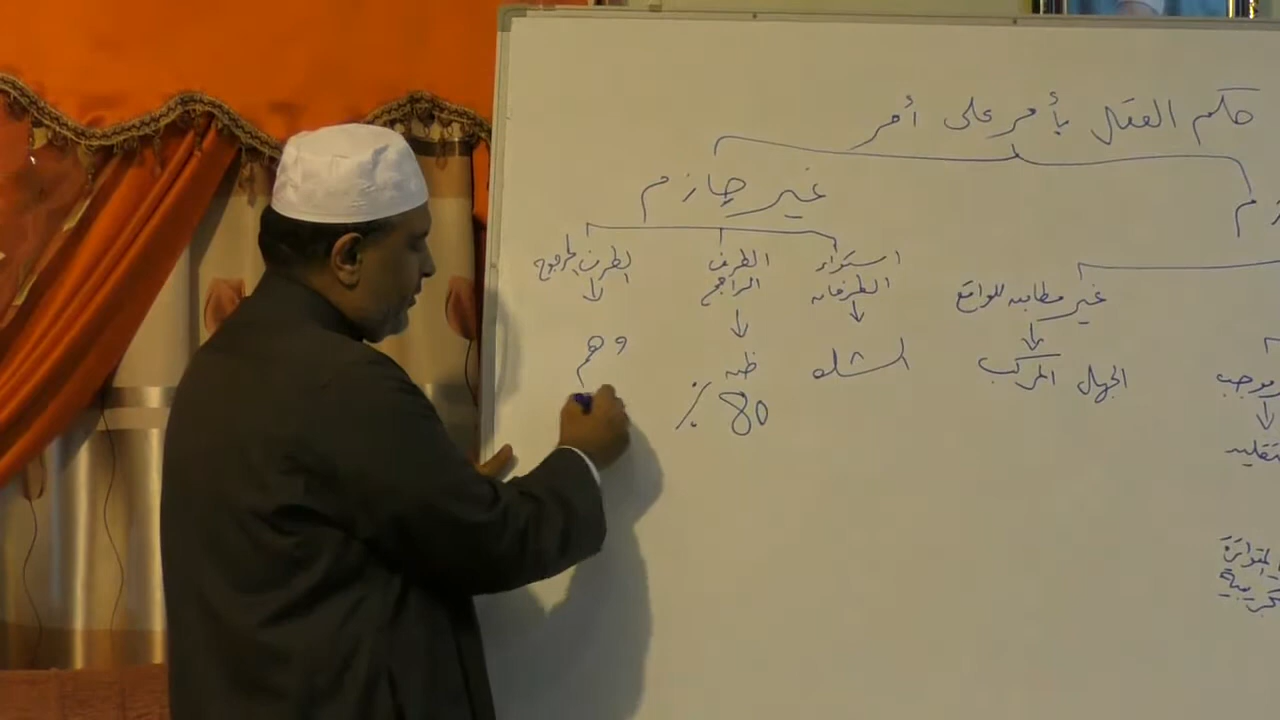 حكم العقل بأمر على أمر
غير جازم
استواء الطرفان
الشك
الطرف الراجح
ظن
80 %
الطرف المرجوح
وهم
غير مطابق للواقع
الجهل المركب